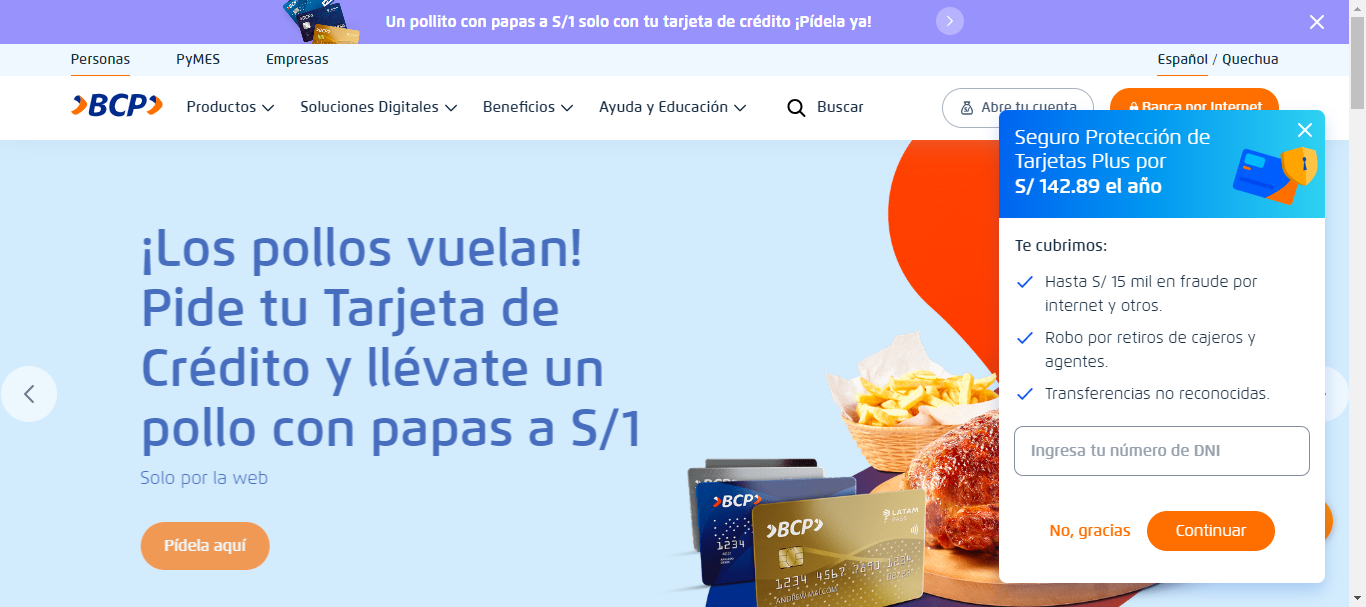 Un pollito con papas a S/1 solo con tu tarjeta de crédito ¡Pídela ya!
Personas PyMES Empresas Español / Quechua
BCP Productos Soluciones Digitales Beneficios Ayuda y Educación Buscar Abre tu cuenta Banca por Internet
Seguro Protección de
Tarjetas Plus por
S/ 142.89 el año
Te cubrimos:
Hasta S/ 15 mil en fraude por
internet y otros.
Robo por retiros de cajeros y
agentes.
Transferencias no reconocidas.
Ingresa tu número de DNI
No, gracias Continuar
¡Los pollos vuelan!
Pide tu Tarjeta de
Crédito y llévate un
pollo con papas a S/1
Solo por la web
Pídela aquí
BCP
1234
BCP
LATAM
PASS
1234 4567 7890 1234